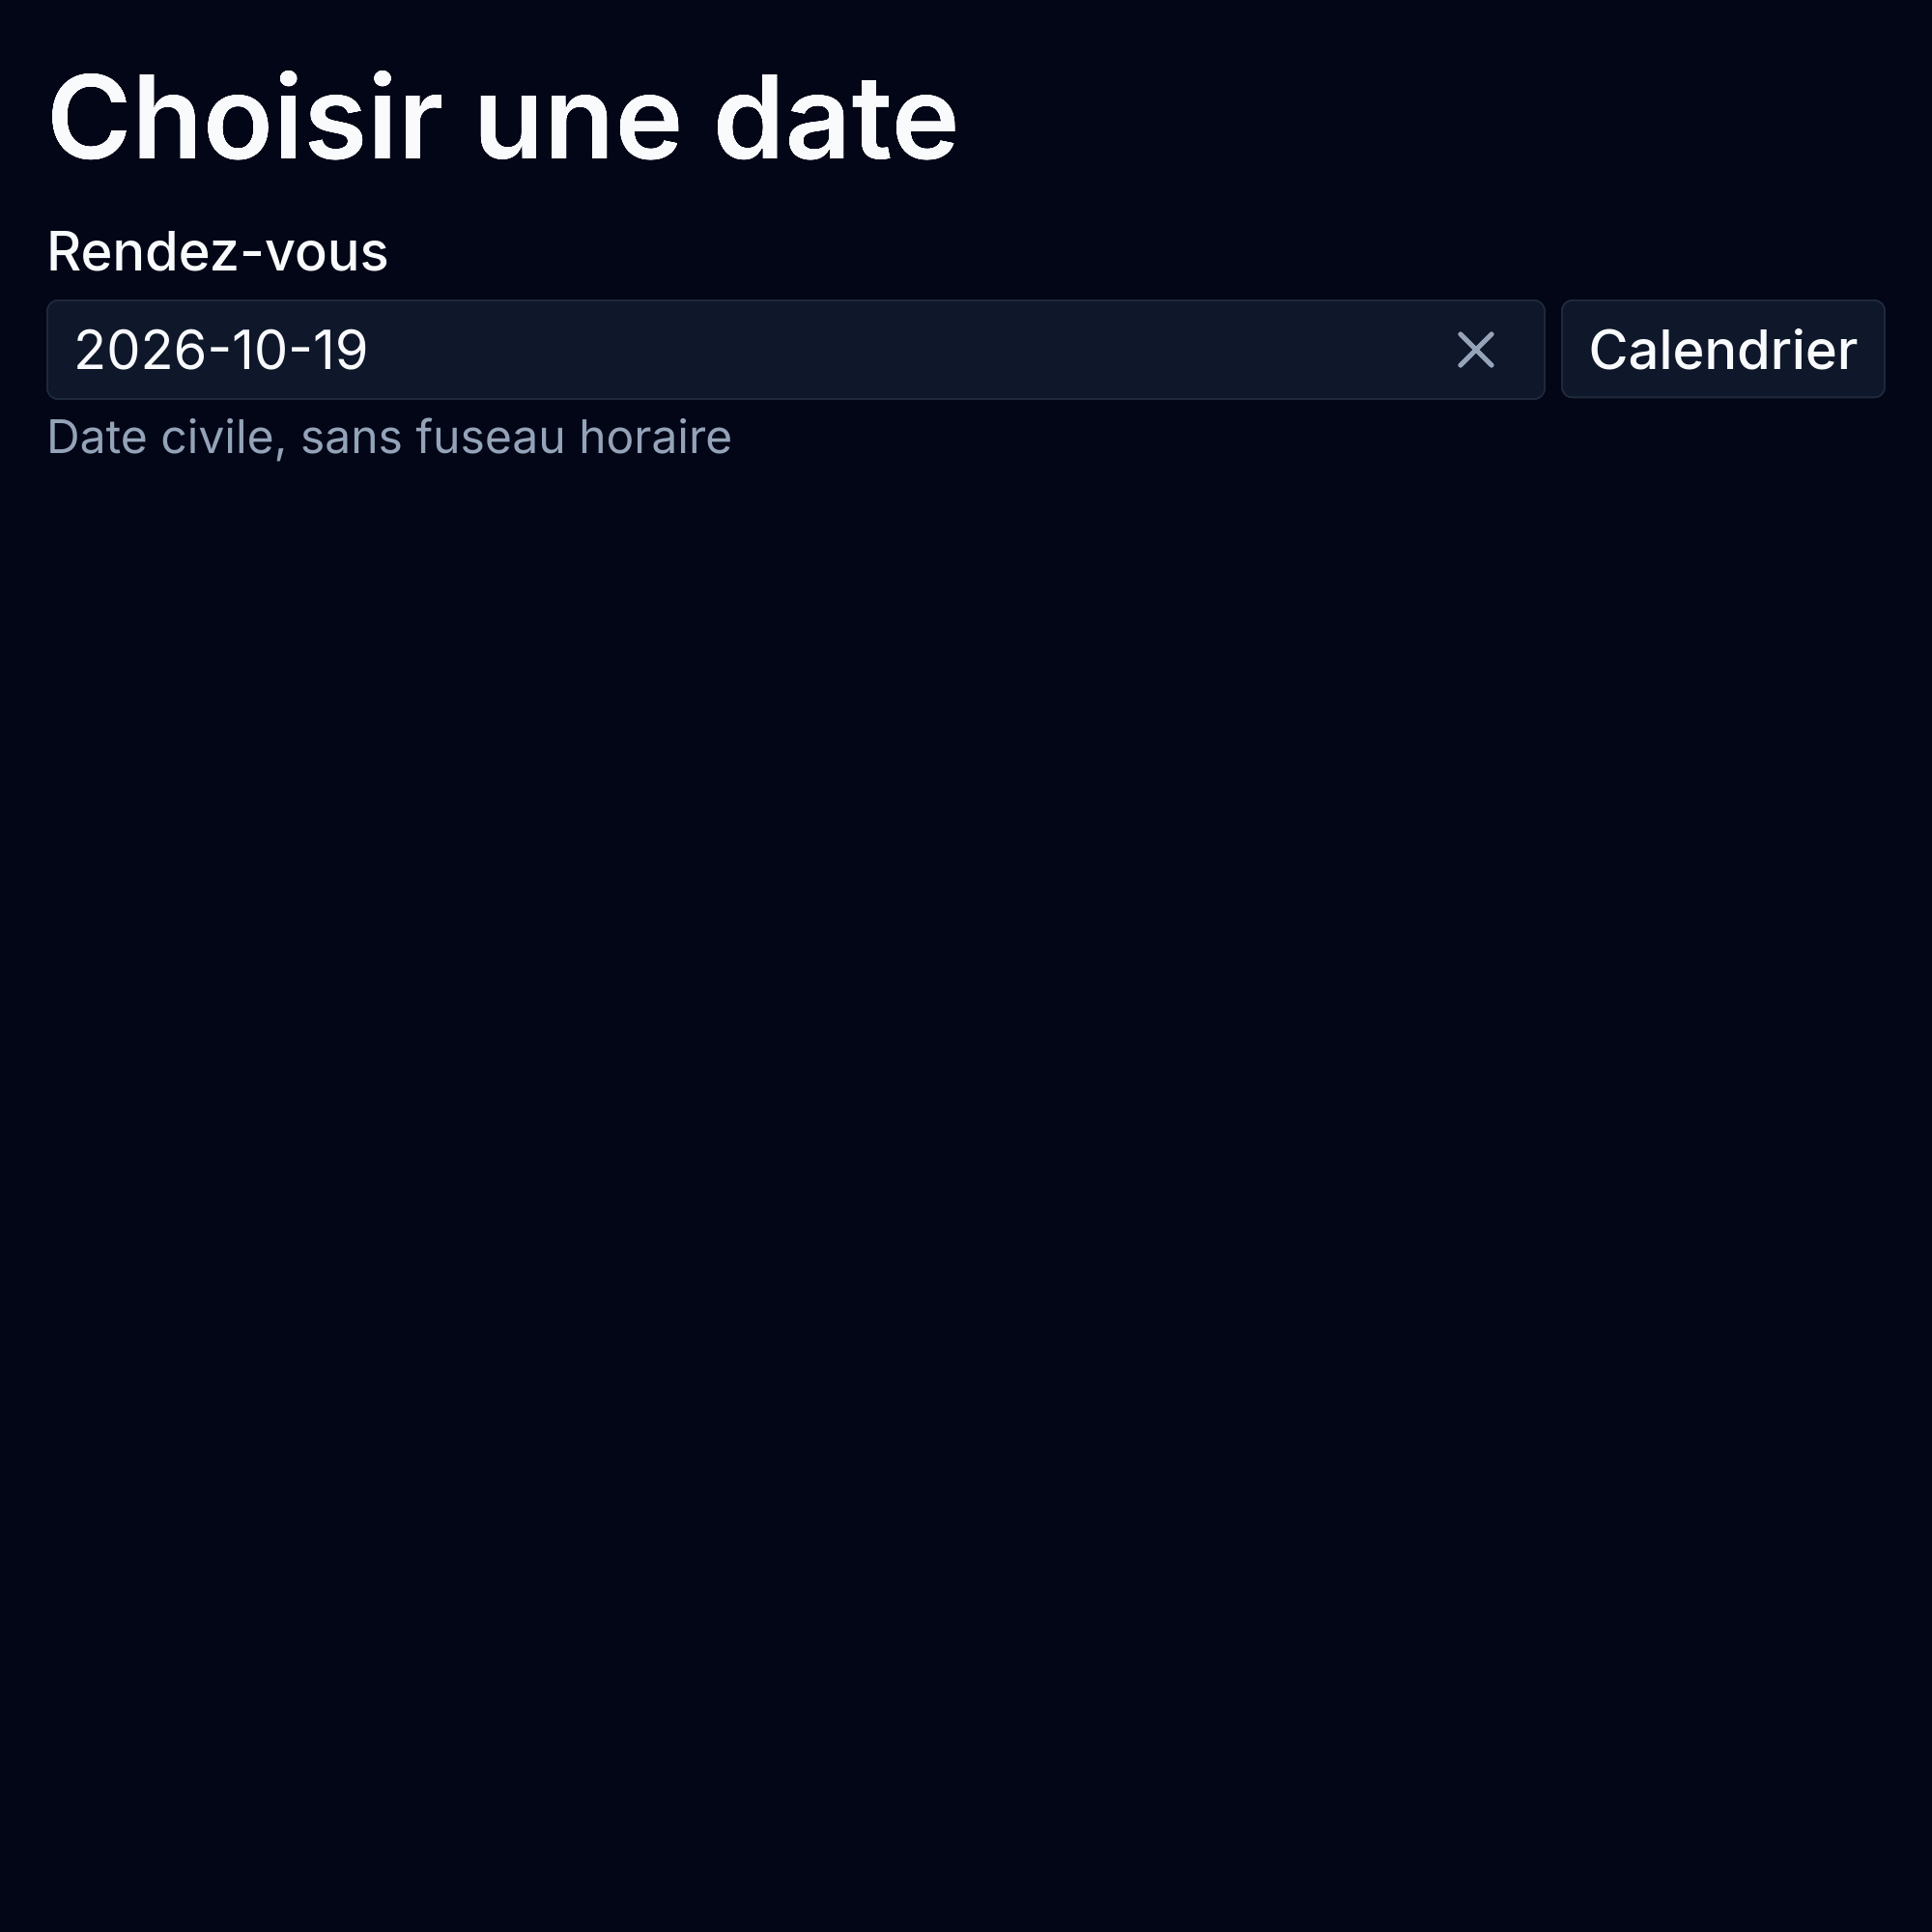 Choisir une date
Rendez-vous
2026-10-19
Calendrier
Date civile, sans fuseau horaire